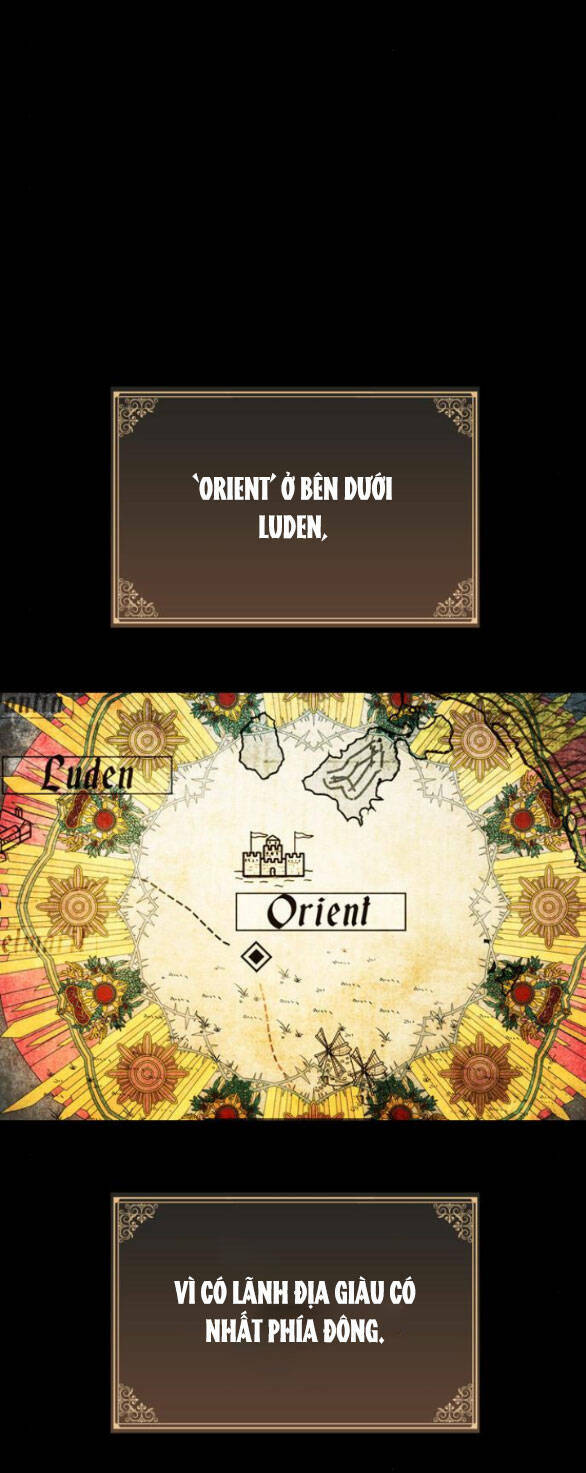 'ORIENT' Ở BÊN DƯỚI
LUDEN,
Luden
Orient
VÌ CÓ LÃNH ĐỊA GIÀU CÓ
NHẤT PHÍA ĐÔNG.